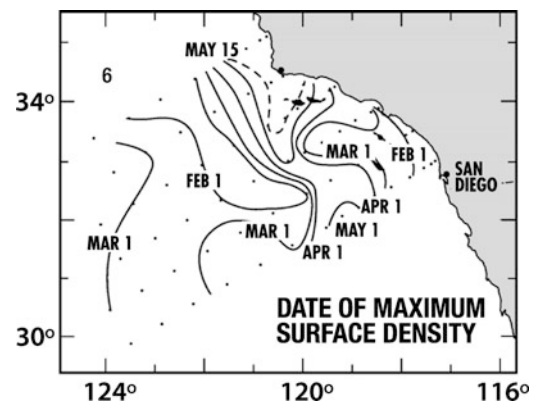 MAY 15
6
34°
MAR 1
FEB 1
SAN
DIEGO
FEB 1
APR 1
MAR 1
MAR 1
MAY 1
APR 1
DATE OF MAXIMUM
SURFACE DENSITY
30°
124°
120°
116°